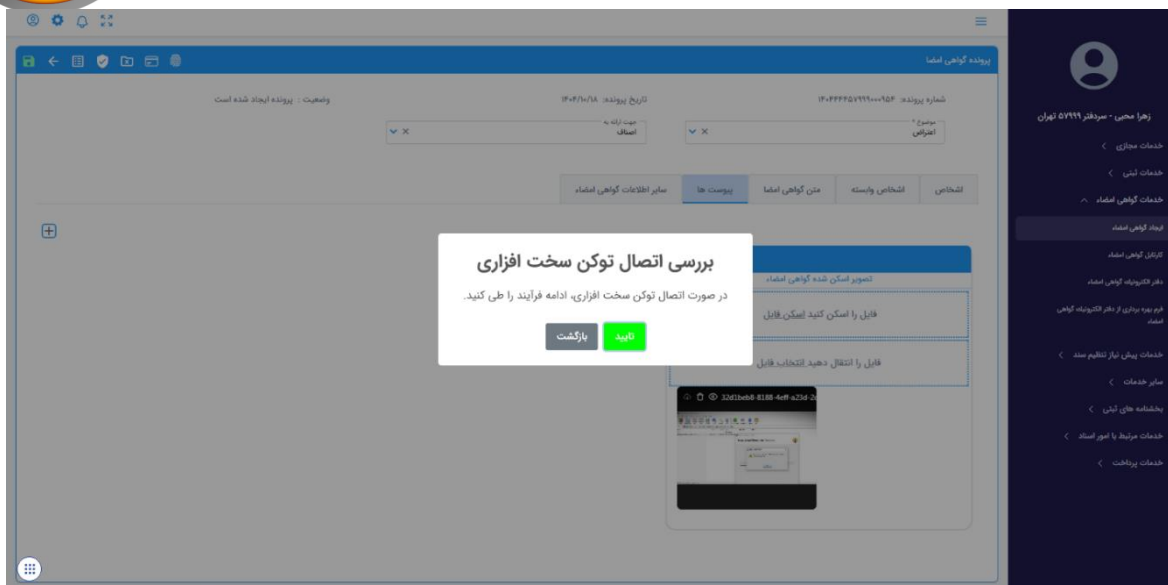 پرونده گواهی امضا
شماره پرونده:
تاریخ پرونده: ۱۴۰۴/۱۰/۱۸
وضعیت : پرونده ایجاد شده است
موضوع *
اعتراض
جهت ارائه به
اصناف
اشخاص
اشخاص وابسته
متن گواهی امضا
پیوست ها
سایر اطلاعات گواهی امضاء
بررسی اتصال توکن سخت افزاری
در صورت اتصال توکن سخت افزاری، ادامه فرآیند را طی کنید.
تایید
بازگشت
تصویر اسکن شده گواهی امضاء
فایل را اسکن کنید اسکن فایل
فایل را انتقال دهید انتخاب فایل
32d1beb8-8188-4eff-a23d-2
زهرا محبی - سردفتر ۵۷۹۹۹ تهران
خدمات مجازی
خدمات ثبتی
خدمات گواهی امضاء
ایجاد گواهی امضاء
کارتابل گواهی امضاء
دفتر الکترونیک گواهی امضاء
فرم بهره برداری از دفتر الکترونیک گواهی
امضاء
خدمات پیش نیاز تنظیم سند
سایر خدمات
بخشنامه های ثبتی
خدمات مرتبط با امور اسناد
خدمات پرداخت